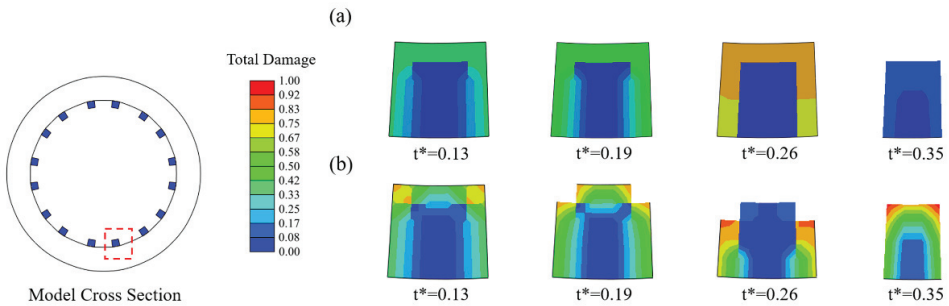 (a)
Total Damage
1.00
0.92
0.83
0.75
0.67
0.58
0.50
0.42
0.33
0.25
0.17
0.08
0.00
t*=0.13 t*=0.19 t*=0.26 t*=0.35
(b)
t*=0.13 t*=0.19 t*=0.26 t*=0.35
Model Cross Section